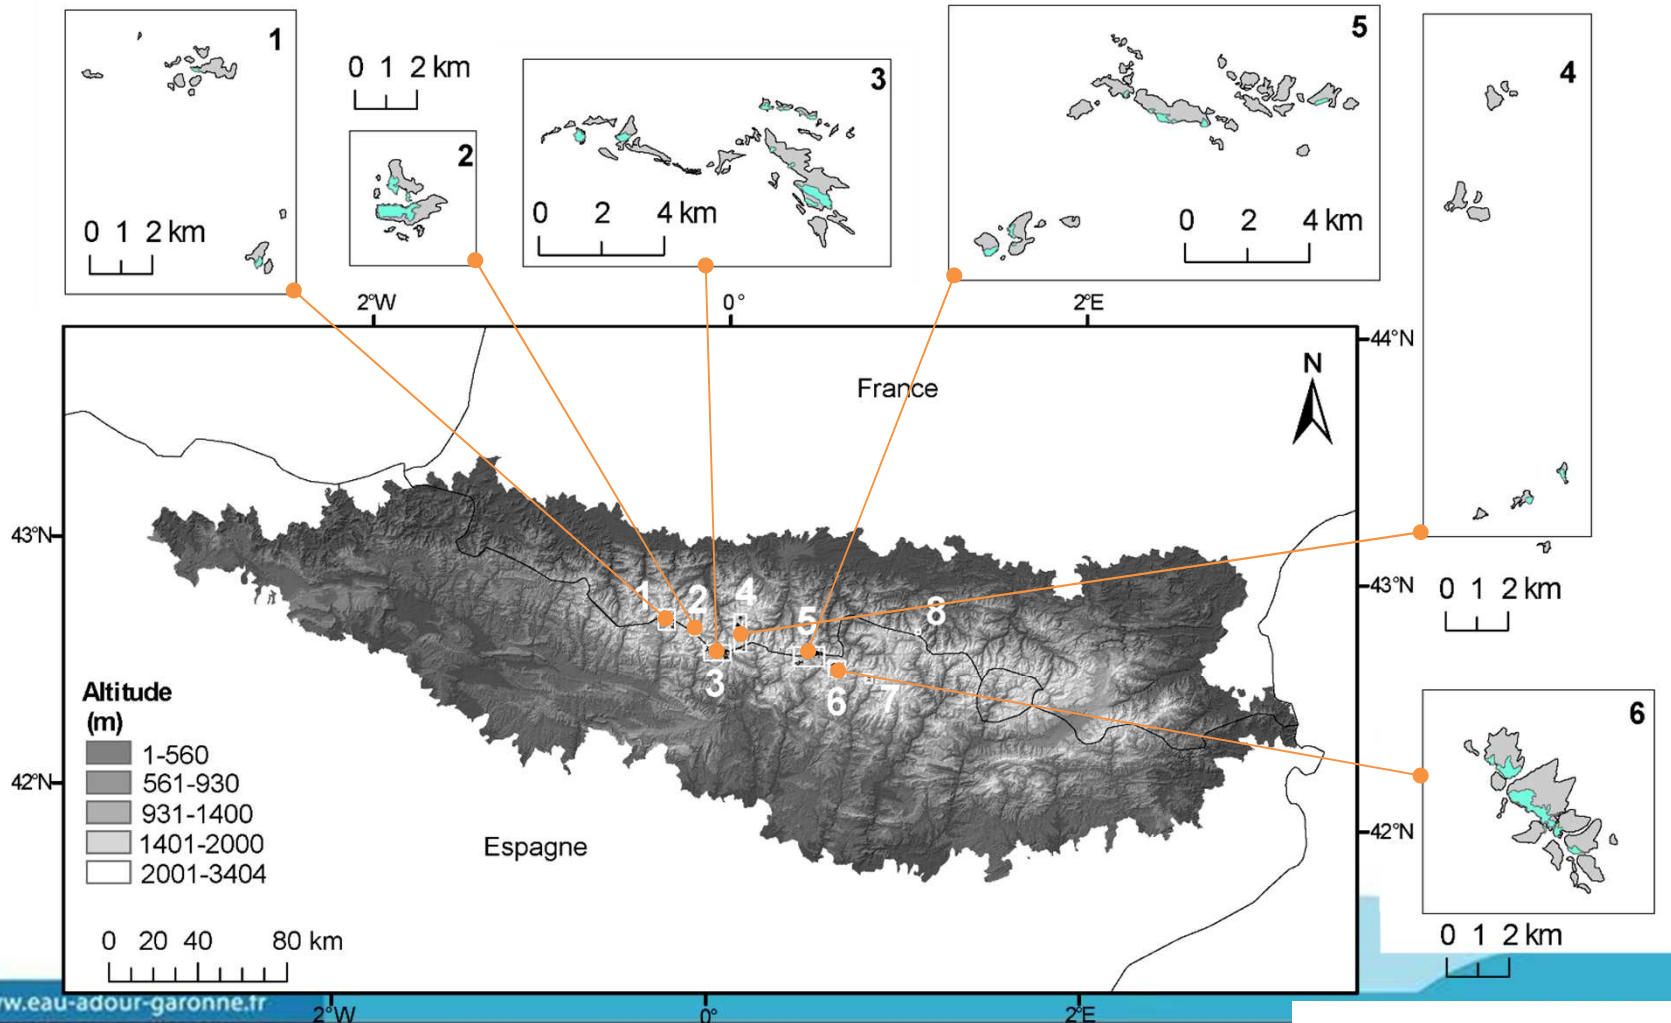 1
0 1 2 km
0 1 2 km
2
3
0 2 4 km
5
0 2 4 km
4
0 1 2 km
2°W 0° 2°E
44°N
France
N
43°N
43°N
1 2 4 5 8
3 6 7
Altitude
(m)
1-560
561-930
931-1400
1401-2000
2001-3404
42°N
42°N
Espagne
0 20 40 80 km
6
0 1 2 km
w.eau-adour-garonne.fr
2°W 0° 2°E